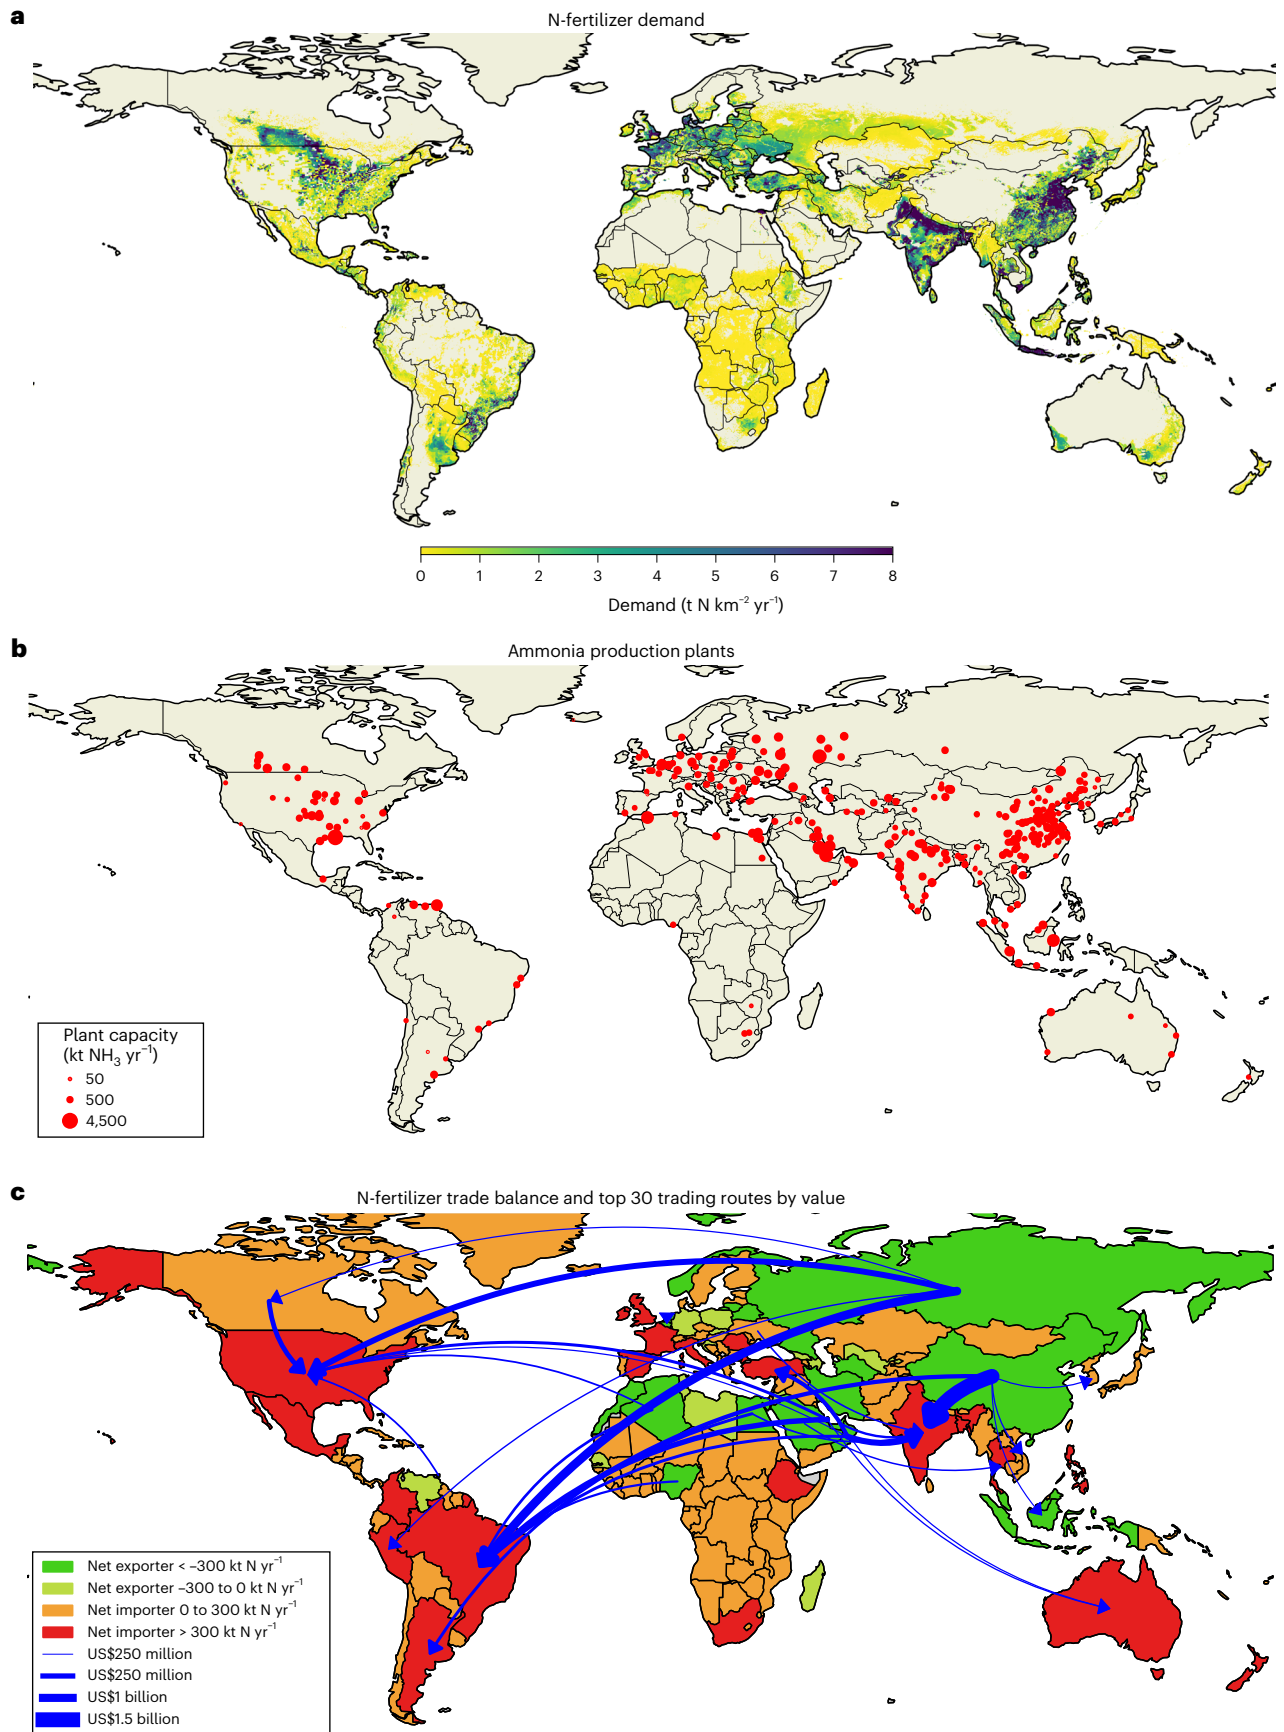 a
N-fertilizer demand
0 1 2 3 4 5 6 7 8
Demand (t N km⁻² yr⁻¹)
b
Ammonia production plants
Plant capacity
(kt NH₃ yr⁻¹)
50
500
4,500
c
N-fertilizer trade balance and top 30 trading routes by value
Net exporter < –300 kt N yr⁻¹
Net exporter –300 to 0 kt N yr⁻¹
Net importer 0 to 300 kt N yr⁻¹
Net importer > 300 kt N yr⁻¹
US$250 million
US$250 million
US$1 billion
US$1.5 billion